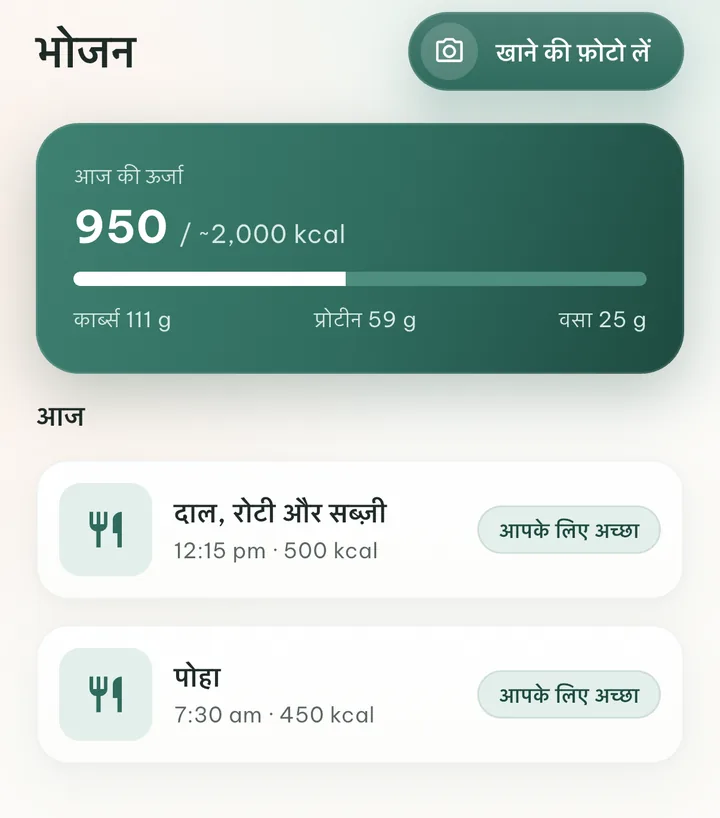 भोजन
खाने की फ़ोटो लें
आज की ऊर्जा
950 / ~2,000 kcal
कार्ब्स 111 g प्रोटीन 59 g वसा 25 g
आज
दाल, रोटी और सब्ज़ी
12:15 pm · 500 kcal
आपके लिए अच्छा
पोहा
7:30 am · 450 kcal
आपके लिए अच्छा